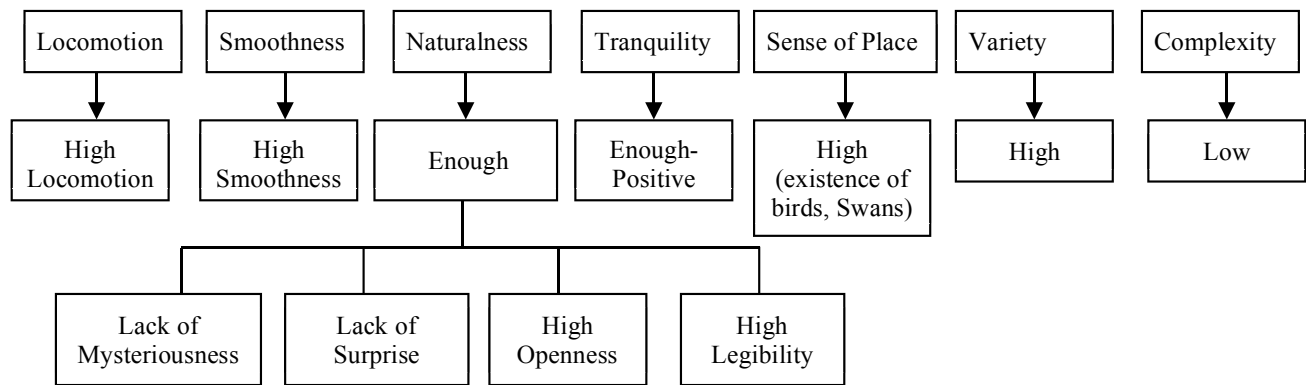 Locomotion
Smoothness
Naturalness
Tranquility
Sense of Place
Variety
Complexity
High
Locomotion
High
Smoothness
Enough
Enough-
Positive
High
(existence of
birds, Swans)
High
Low
Lack of
Mysteriousness
Lack of
Surprise
High
Openness
High
Legibility